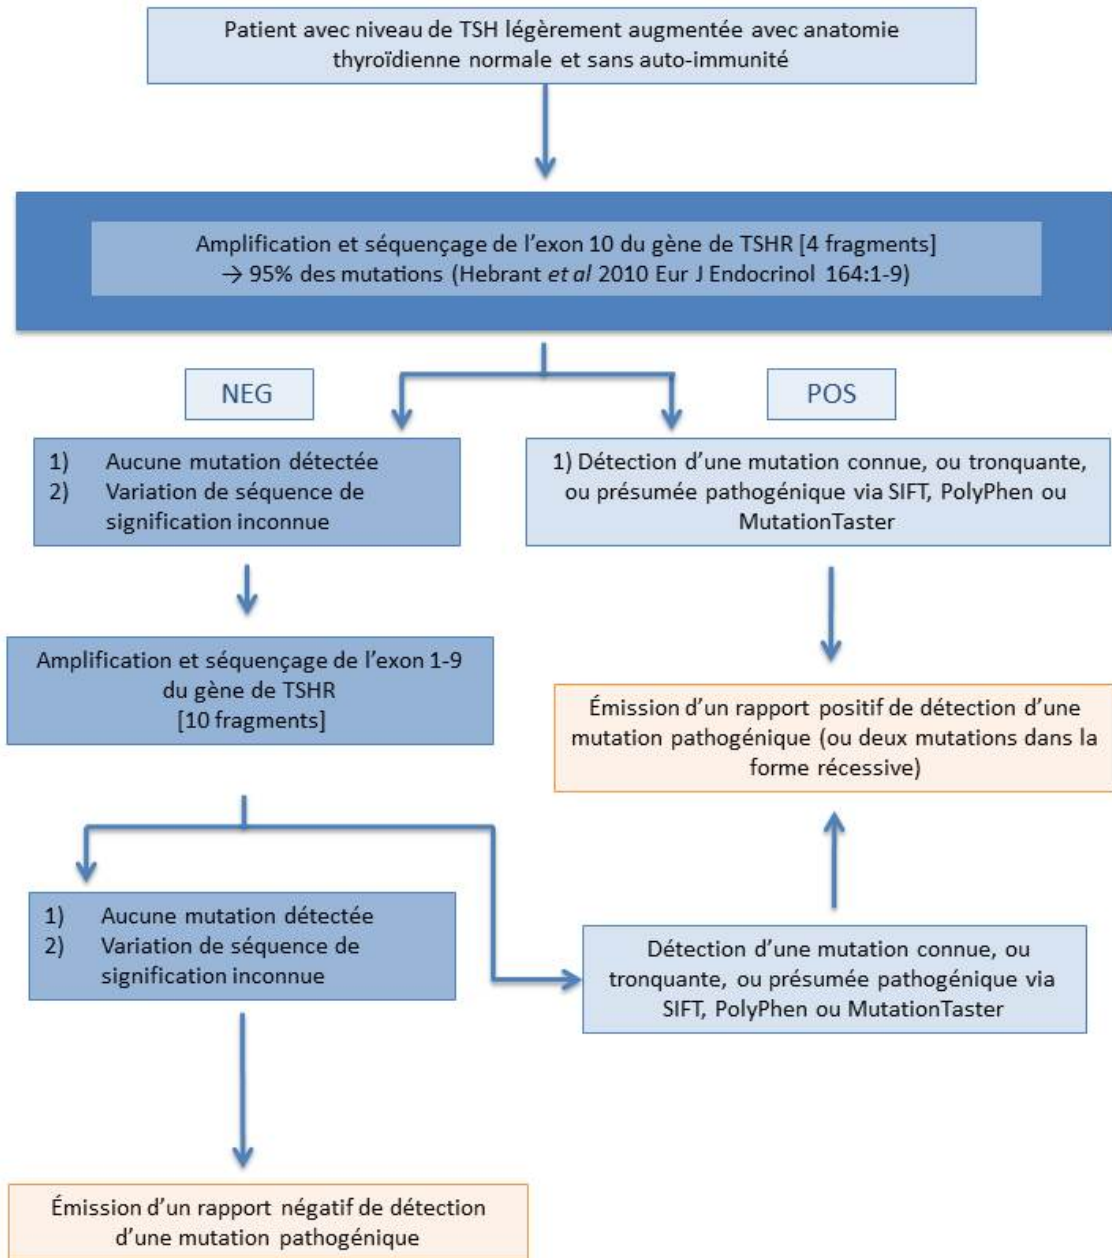 Patient avec niveau de TSH légèrement augmentée avec anatomie
thyroïdienne normale et sans auto-immunité
Amplification et séquençage de l'exon 10 du gène de TSHR [4 fragments]
→ 95% des mutations (Hebrant et al 2010 Eur J Endocrinol 164:1-9)
NEG
POS
1) Aucune mutation détectée
2) Variation de séquence de
signification inconnue
1) Détection d'une mutation connue, ou tronquante,
ou présumée pathogénique via SIFT, PolyPhen ou
MutationTaster
Amplification et séquençage de l'exon 1-9
du gène de TSHR
[10 fragments]
Émission d'un rapport positif de détection d'une
mutation pathogénique (ou deux mutations dans la
forme récessive)
1) Aucune mutation détectée
2) Variation de séquence de
signification inconnue
Détection d'une mutation connue, ou
tronquante, ou présumée pathogénique via
SIFT, PolyPhen ou MutationTaster
Émission d'un rapport négatif de détection
d'une mutation pathogénique